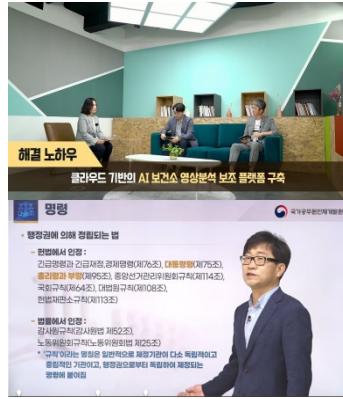 해결 노하우
클라우드 기반의 AI 보건소 영상분석 보조 플랫폼 구축
명령
국가공무원인재개발원
• 행정권에 의해 정립되는 법
- 헌법에서 인정 :
긴급명령과 긴급재정,경제명령(제76조), 대통령령(제75조),
총리령과 부령(제95조), 중앙선거관리위원회규칙(제114조),
국회규칙(제64조), 대법원규칙(제108조),
헌법재판소규칙(제113조)
- 법률에서 인정 :
감사원규칙(감사원법 제52조),
노동위원회규칙(노동위원회법 제25조)
* '규칙'이라는 명칭은 일반적으로 제정기관이 다소 독립적이고
중립적인 기관이고, 행정권으로부터 독립하여 제정되는
명령에 붙여짐